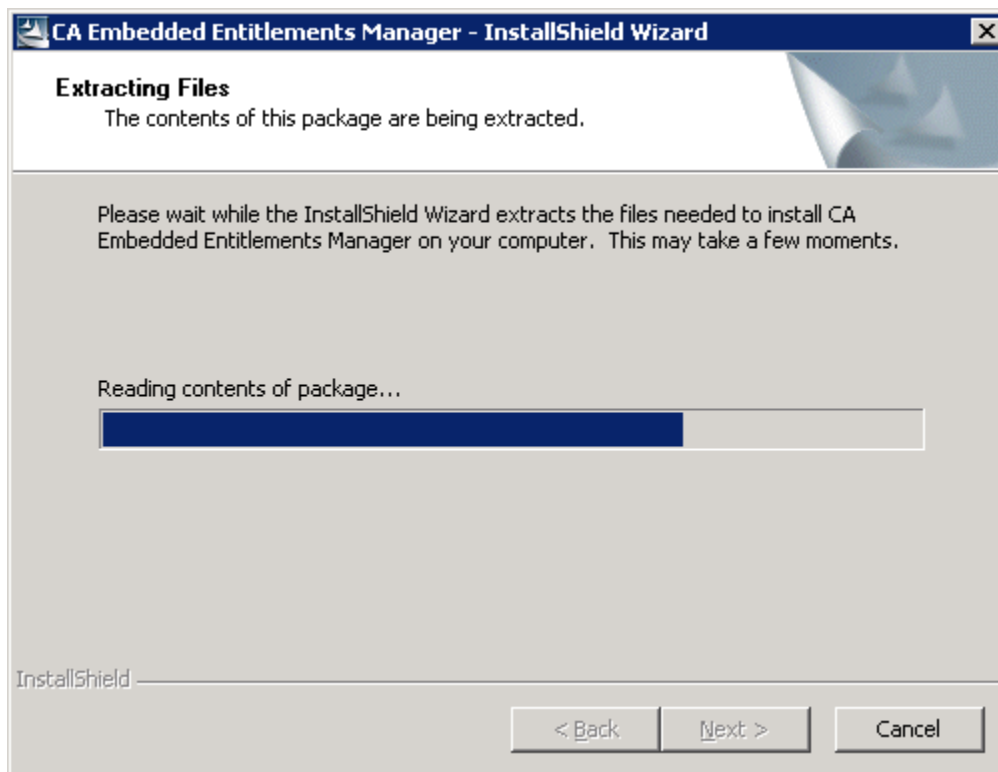 CA Embedded Entitlements Manager - InstallShield Wizard
Extracting Files
The contents of this package are being extracted.
Please wait while the InstallShield Wizard extracts the files needed to install CA
Embedded Entitlements Manager on your computer.  This may take a few moments.
Reading contents of package...
InstallShield
< Back
Next >
Cancel